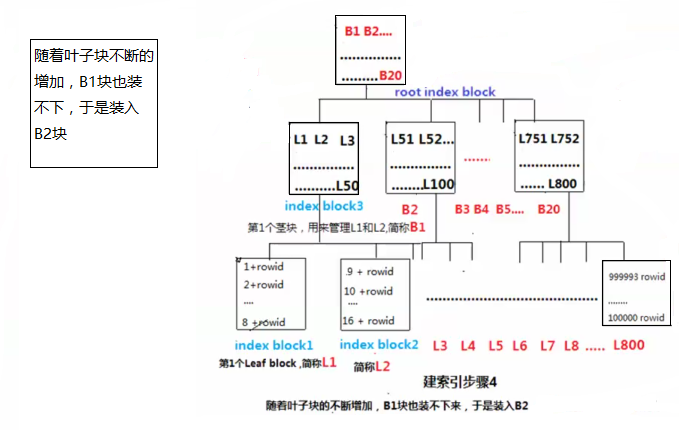 随着叶子块不断的
增加，B1块也装
不下，于是装入
B2块
B1 B2....
...............
.........B20
root index block
L1 L2 L3
...............
..........L50
L51 L52...
...............
........L100
.......
L751 L752
...............
...... L800
index block3
B2
B3 B4 B5.... B20
第1个茎块，用来管理L1和L2,简称B1
1+rowid
2+rowid
....
8 +rowid
9 + rowid
10 +rowid
....
16 + rowid
..........................................
999993 rowid
........
100000 rowid
index block1
index block2
L3 L4 L5 L6 L7 L8 ..... L800
第1个Leaf block ,简称L1
简称L2
建索引步骤4
随着叶子块的不断增加，B1块也装不下来，于是装入B2